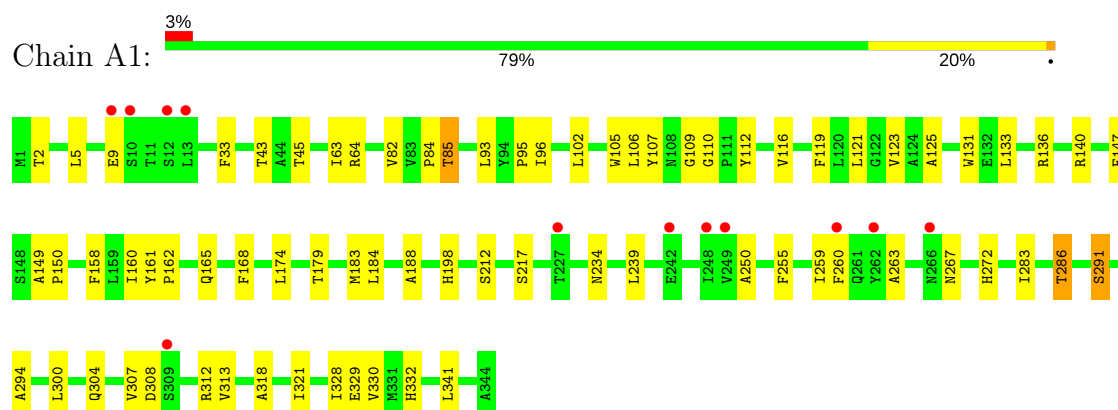 3%
Chain A1:
79% 20% •
M1 T2 L5 E9 S10 T11 S12 L13 F33 T43 A44 T45 I63 R64 V82 V83 P84 T85 L93 Y94 P95 I96 L102 W105 L106 Y107 N108 G109 G110 P111 Y112 V116 F119 L120 L121 G122 V123 A124 A125 W131 E132 L133 R136 R140
S148 A149 P150 F158 L159 I160 Y161 P162 Q165 F168 L174 T179 M183 L184 A188 H198 S212 S217 T227 N234 L239 E242 I248 V249 A250 F255 I259 F260 Q261 Y262 A263 N266 N267 H272 I283 T286 S291
A294 L300 Q304 V307 D308 S309 R312 V313 A318 I321 I328 E329 V330 M331 H332 L341 A344